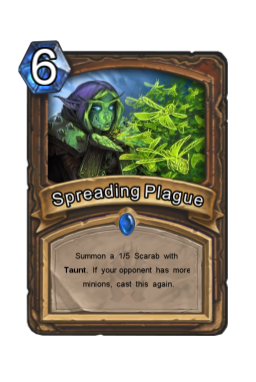 6
Spreading Plague
Summon a 1/5 Scarab with
Taunt. If your opponent has more
minions, cast this again.